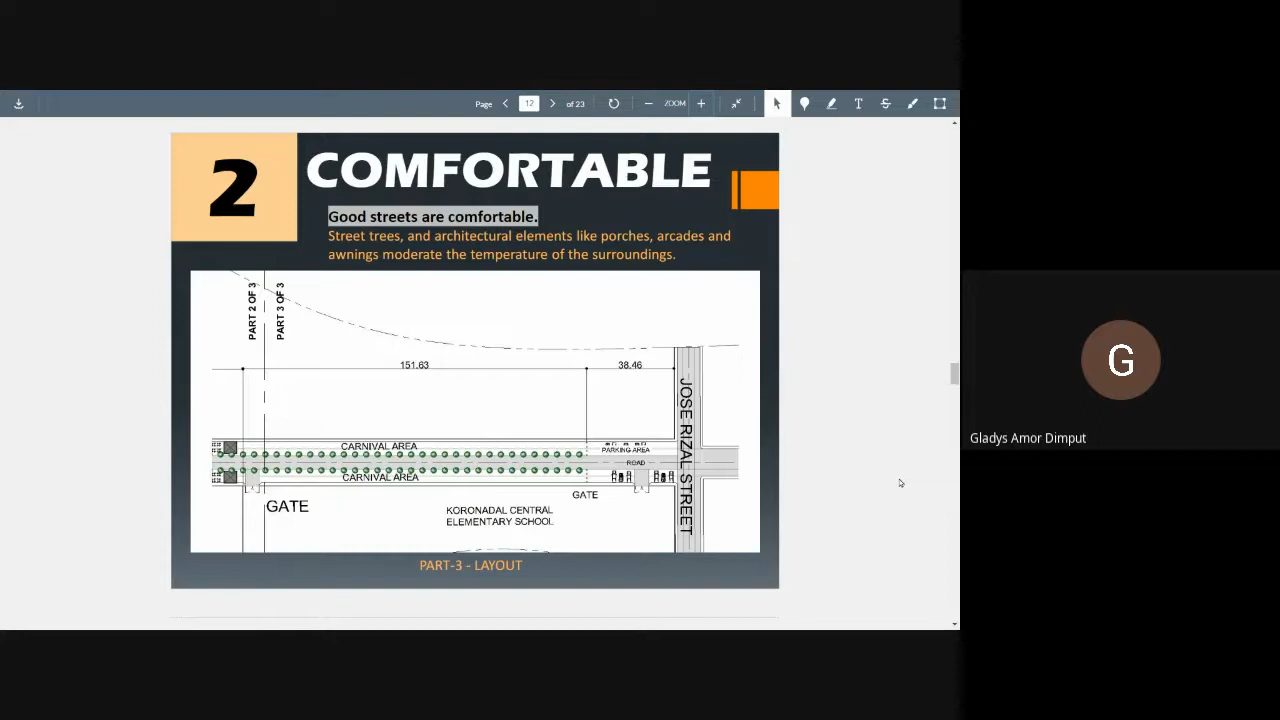 Page 12 of 23 ZOOM
2
COMFORTABLE
Good streets are comfortable.
Street trees, and architectural elements like porches, arcades and
awnings moderate the temperature of the surroundings.
PART 2 OF 3
PART 3 OF 3
151.63
38.46
JOSE RIZAL STREET
CARNIVAL AREA
PARKING AREA
ROAD
CARNIVAL AREA
GATE
GATE
KORONADAL CENTRAL
ELEMENTARY SCHOOL
PART-3 - LAYOUT
G
Gladys Amor Dimput